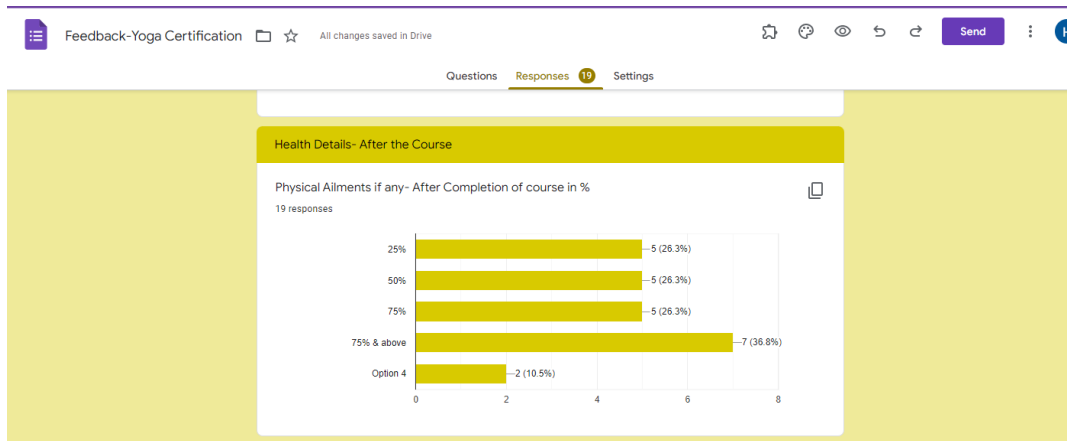 Feedback-Yoga Certification
All changes saved in Drive
Send
Questions Responses 19 Settings
Health Details- After the Course
Physical Ailments if any- After Completion of course in %
19 responses
25% 5 (26.3%)
50% 5 (26.3%)
75% 5 (26.3%)
75% & above 7 (36.8%)
Option 4 2 (10.5%)
0 2 4 6 8